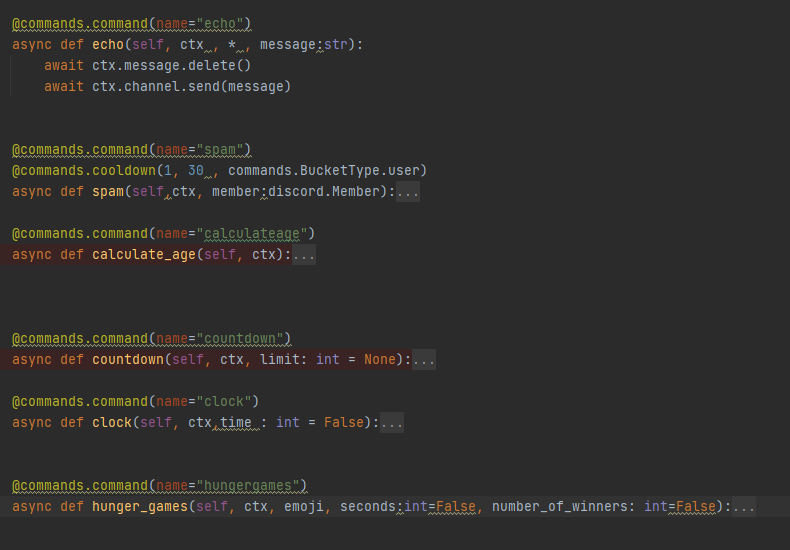 @commands.command(name="echo")
async def echo(self, ctx , * , message:str):
await ctx.message.delete()
await ctx.channel.send(message)
@commands.command(name="spam")
@commands.cooldown(1, 30 , commands.BucketType.user)
async def spam(self,ctx, member:discord.Member):...
@commands.command(name="calculateage")
async def calculate_age(self, ctx):...
@commands.command(name="countdown")
async def countdown(self, ctx, limit: int = None):...
@commands.command(name="clock")
async def clock(self, ctx,time : int = False):...
@commands.command(name="hungergames")
async def hunger_games(self, ctx, emoji, seconds:int=False, number_of_winners: int=False):...